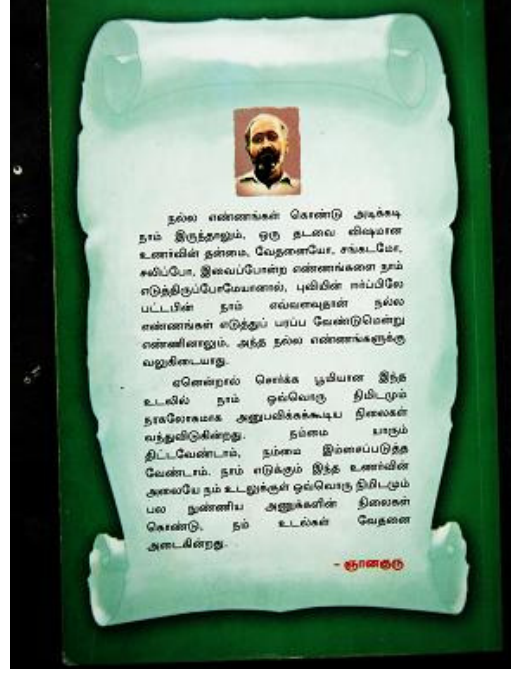 நல்ல எண்ணங்கள் கொண்டு அடிக்கடி
நாம் இருந்தாலும், ஒரு தடவை விஷமான
உணர்வின் தன்மை, வேதனையோ, சங்கடமோ,
சலிப்போ, இவைப்போன்ற எண்ணங்களை நாம்
எடுத்திருப்போமேயானால், புவியின் ஈர்ப்பிலே
பட்டபின் நாம் எவ்வளவுதான் நல்ல
எண்ணங்கள் எடுத்துப் பரப்ப வேண்டுமென்று
எண்ணினாலும், அந்த நல்ல எண்ணங்களுக்கு
வலுகிடையாது.
ஏனென்றால் சொர்க்க பூவியான இந்த
உடலில் நாம் ஒவ்வொரு நிமிடமும்
நரகலோகமாக அனுபவிக்கக்கூடிய நிலைகள்
வந்துவிடுகின்றது. நம்மை யாரும்
திட்டவேண்டாம், நம்மை இம்சைப்படுத்த
வேண்டாம். நாம் எடுக்கும் இந்த உணர்வின்
அலையே நம் உடலுக்குள் ஒவ்வொரு நிமிடமும்
பல நுண்ணிய அணுக்களின் நிலைகள்
கொண்டு, நம் உடல்கள் வேதனை
அடைகின்றது.
– ஞானகுரு